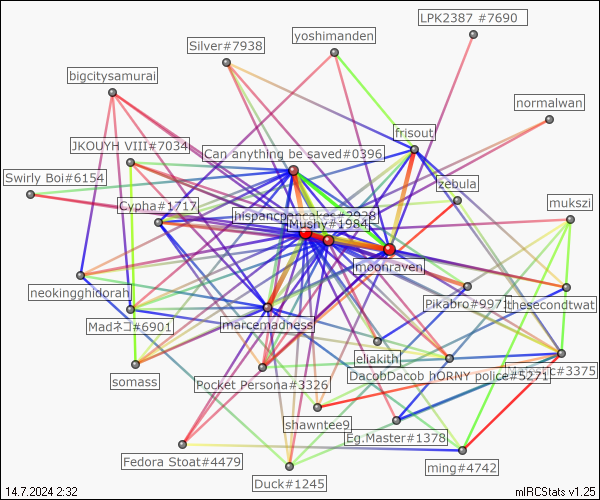 LPK2387 #7690
yoshimanden
Silver#7938
bigcitysamurai
normalwan
frisout
JKOUYH VIII#7034
Can anything be saved#0396
Swirly Boi#6154
zebula
Cypha#1717
mukszi
hispancpancakes#2928
Mushy#1984
moonraven
neokingghidorah
Pikabro#9971
thesecondtwat
Madネコ#6901
marcemadness
eliakith
somass
Pocket Persona#3326
DacobDacob hORNY police#5271
#3375
shawntee9
Eg.Master#1378
Fedora Stoat#4479
ming#4742
Duck#1245
14.7.2024 2:32
mIRCStats v1.25